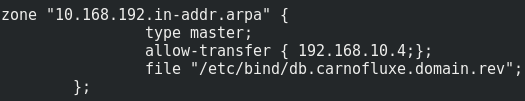 zone "10.168.192.in-addr.arpa" {
type master;
allow-transfer { 192.168.10.4;};
file "/etc/bind/db.carnofluxe.domain.rev";
};